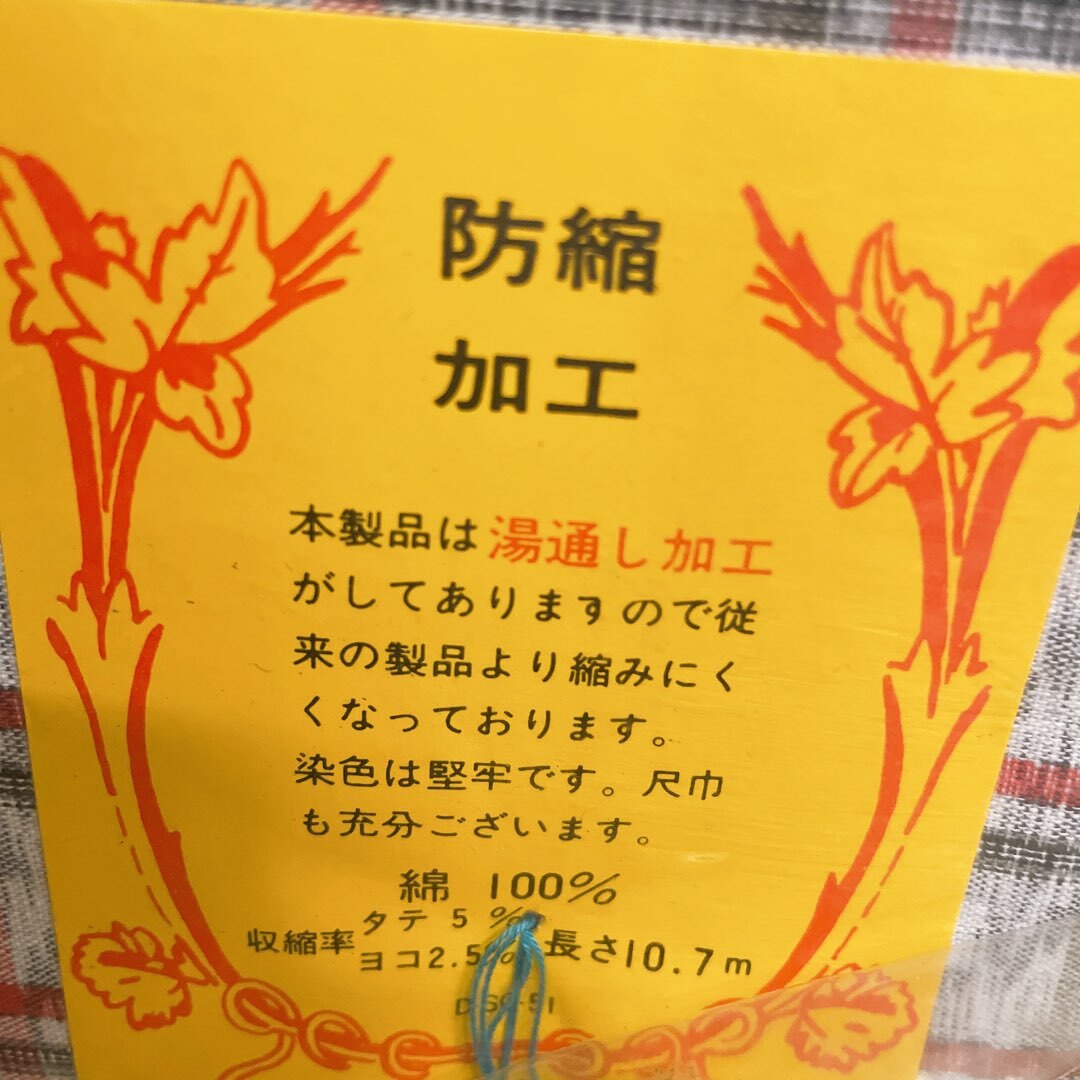 防縮
加工
本製品は湯通し加工
がしてありますので従
来の製品より縮みにく
くなっております。
染色は堅牢です。尺巾
も充分ございます。
綿 100%
収縮率 タテ 5 %
ヨコ2.5% 長さ10.7m